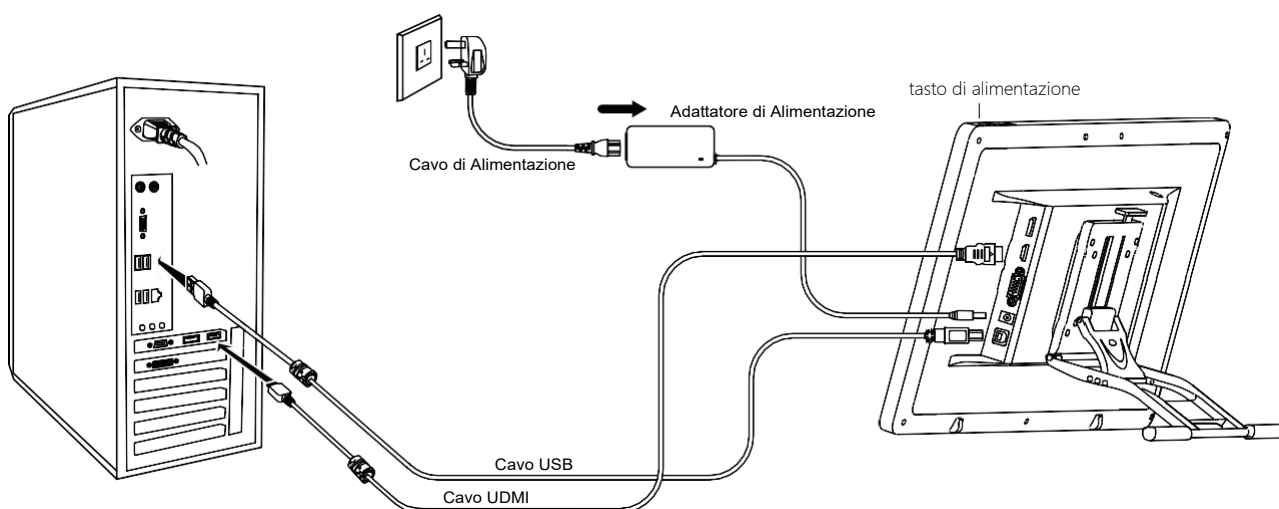 tasto di alimentazione
Adattatore di Alimentazione
Cavo di Alimentazione
Cavo USB
Cavo UDMI